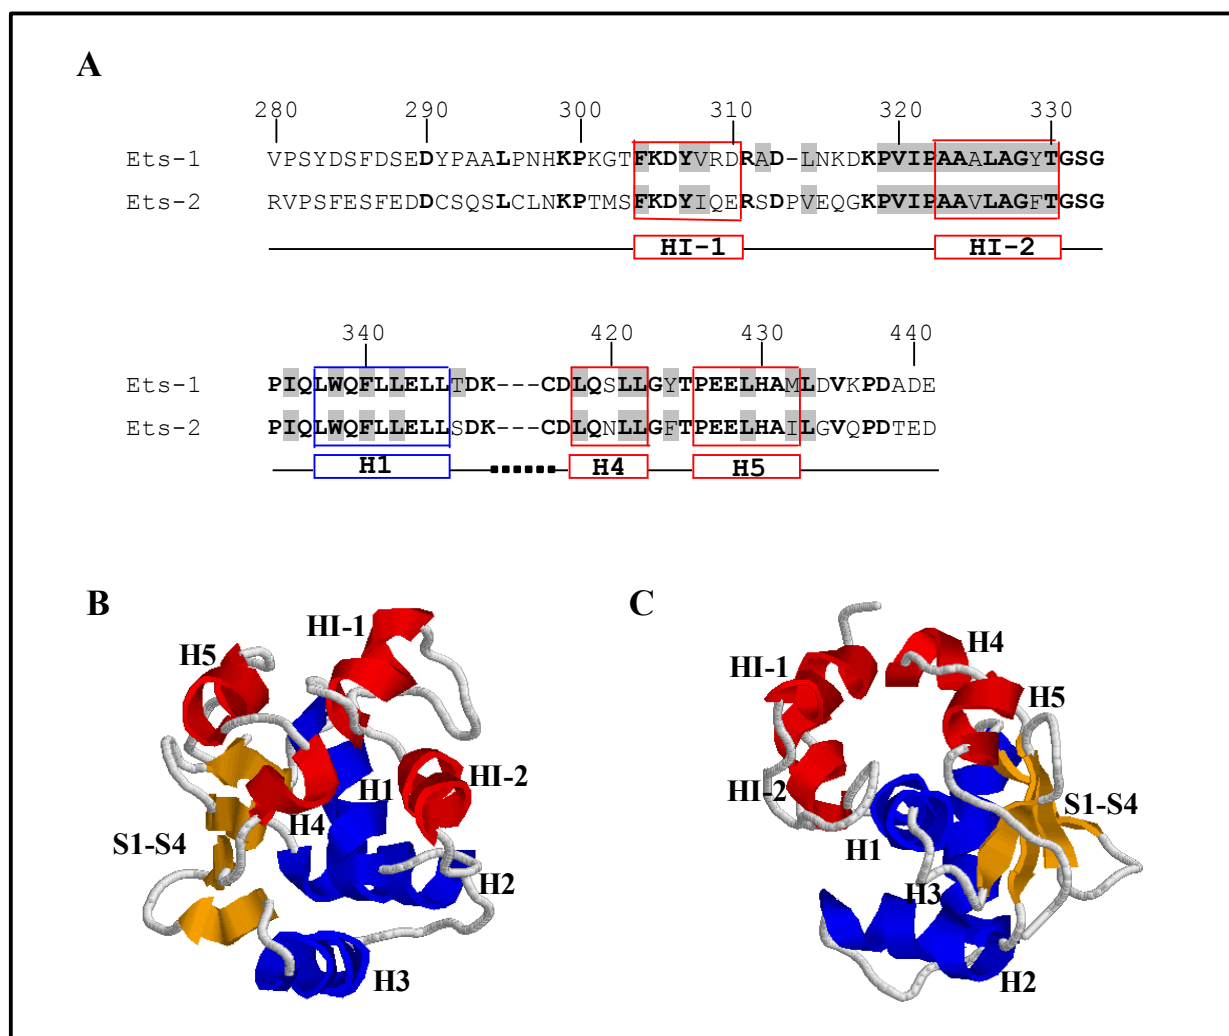 A
280 290 300 310 320 330
Ets-1 VPSYDSFDSEDYPAALPNHKPKGTFKDYVRDRAD-LNKDKPVIPAAALAGYTGSG
Ets-2 RVPSFESFEDDCSQSLCLNKPTMSFKDYIQERSDPVEQGKPVIPAAVLAGFTGSG
HI-1 HI-2
340 420 430 440
Ets-1 PIQLWQFLLELLTDK---CDLQSLLGYTPEELHAMLDVKPDADE
Ets-2 PIQLWQFLLELLSDK---CDLQNLLGFTPEELHAILGVQPDTED
H1 H4 H5
B
HI-1
H5
HI-2
H1
H4
S1-S4
H2
H3
C
H4
HI-1
H5
HI-2
S1-S4
H1
H3
H2